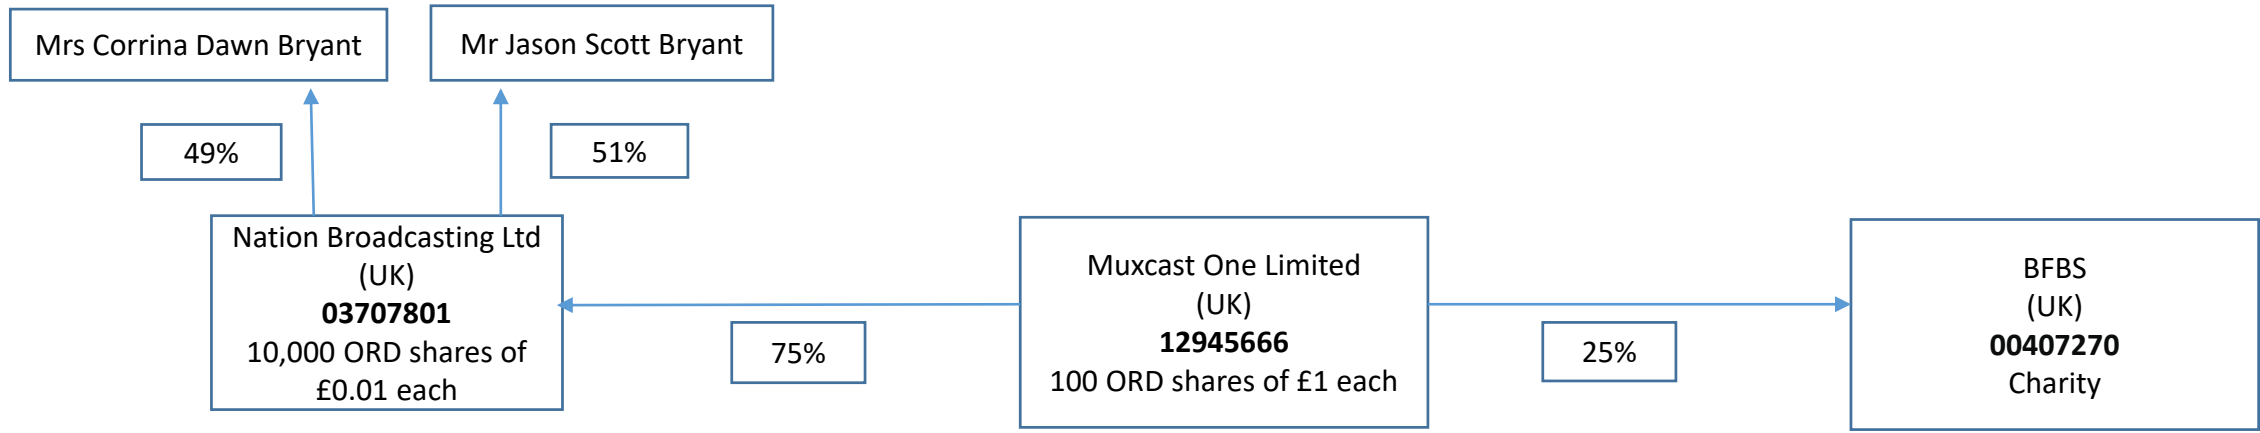 Mrs Corrina Dawn Bryant
Mr Jason Scott Bryant
49%
51%
Nation Broadcasting Ltd
(UK)
03707801
10,000 ORD shares of
£0.01 each
75%
Muxcast One Limited
(UK)
12945666
100 ORD shares of £1 each
25%
BFBS
(UK)
00407270
Charity